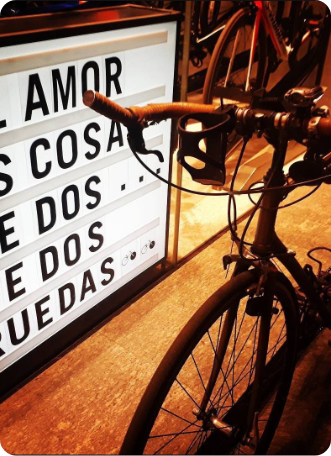 L AMOR
S COSA
E DOS ..
E DOS
RUEDAS